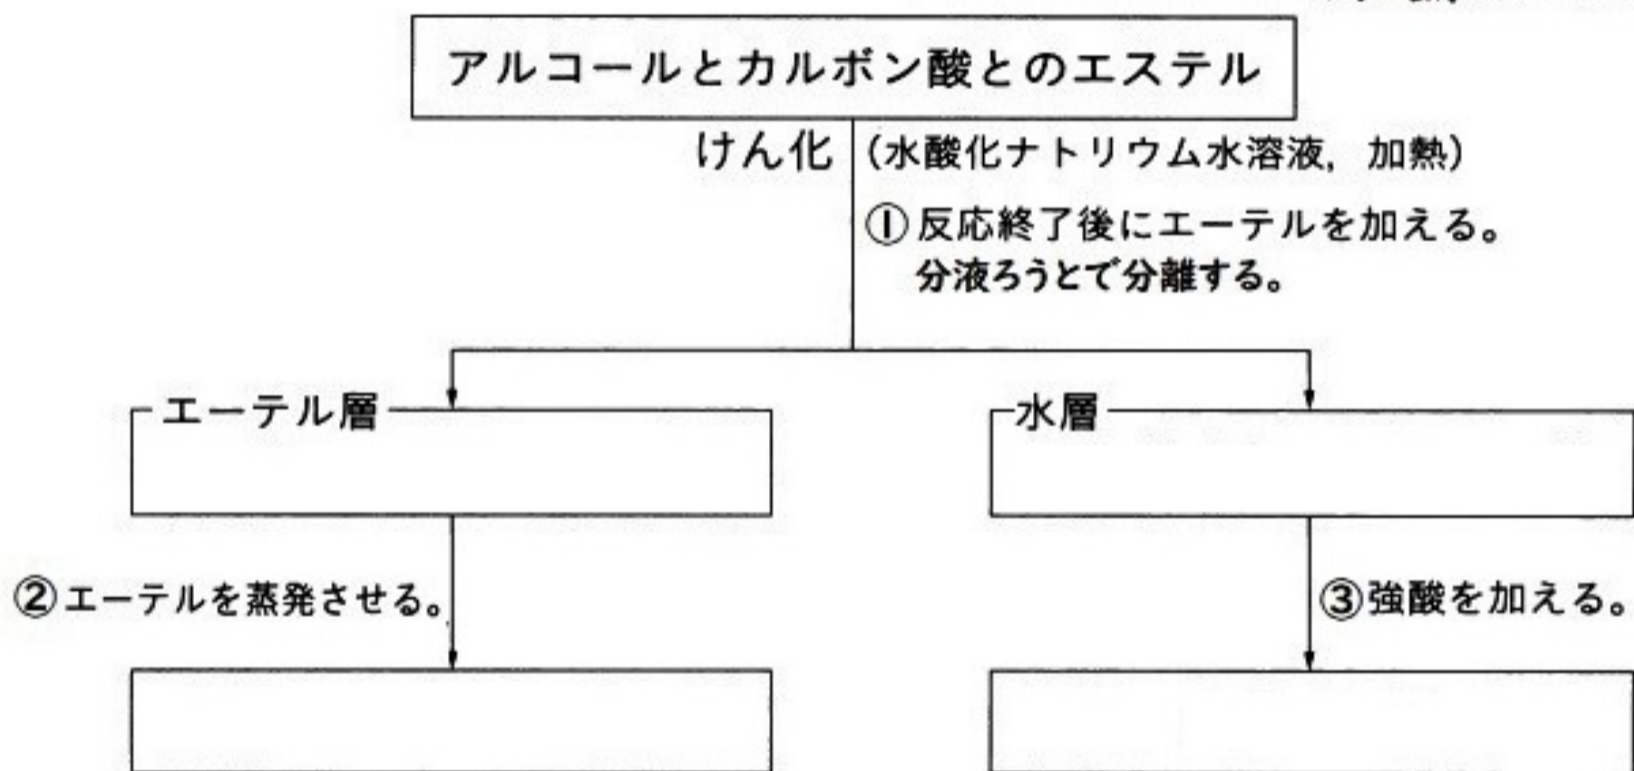 アルコールとカルボン酸とのエステル
けん化 (水酸化ナトリウム水溶液, 加熱)
①反応終了後にエーテルを加える。
分液ろうとで分離する。
エーテル層
水層
②エーテルを蒸発させる。
③強酸を加える。